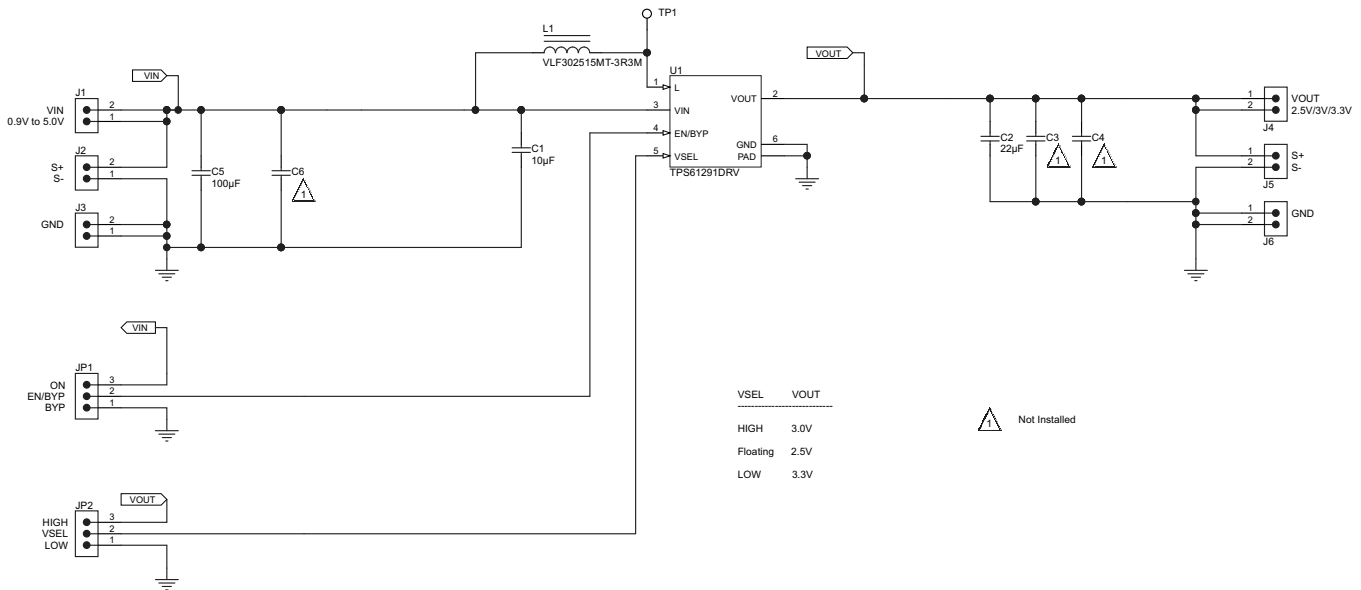 TP1
L1
VLF302515MT-3R3M
VOUT
VIN
U1
J1
1
L
VIN
0.9V to 5.0V
2
1
3
VIN
VOUT
2
1
2
VOUT
2.5V/3V/3.3V
J4
4
EN/BYP
C1
10µF
GND
6
C2
22µF
C3
1
C4
1
J2
S+
S-
2
1
5
VSEL
PAD
TPS61291DRV
1
2
S+
S-
J5
C5
100µF
C6
1
J3
GND
2
1
1
2
GND
J6
VIN
JP1
ON
EN/BYP
BYP
3
2
1
VSEL VOUT
--------------------------
HIGH 3.0V
Floating 2.5V
LOW 3.3V
1 Not Installed
VOUT
JP2
HIGH
VSEL
LOW
3
2
1